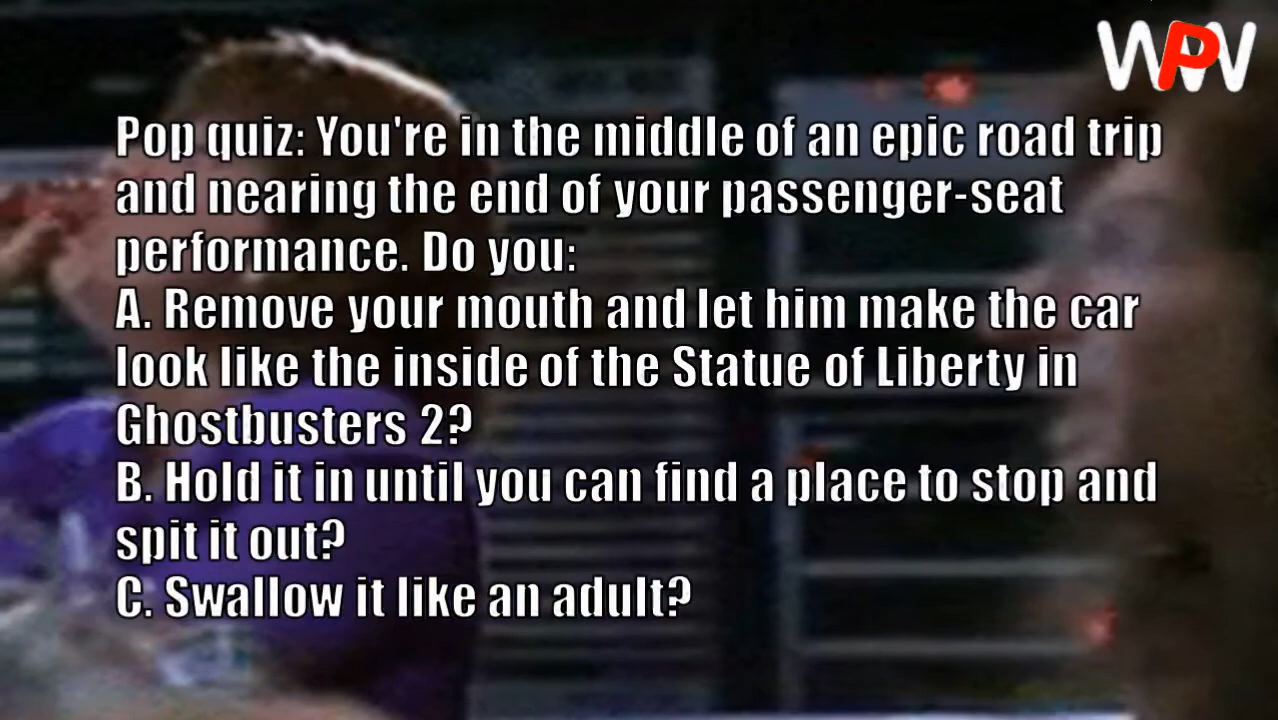 WPW
Pop quiz: You're in the middle of an epic road trip
and nearing the end of your passenger-seat
performance. Do you:
A. Remove your mouth and let him make the car
look like the inside of the Statue of Liberty in
Ghostbusters 2?
B. Hold it in until you can find a place to stop and
spit it out?
C. Swallow it like an adult?